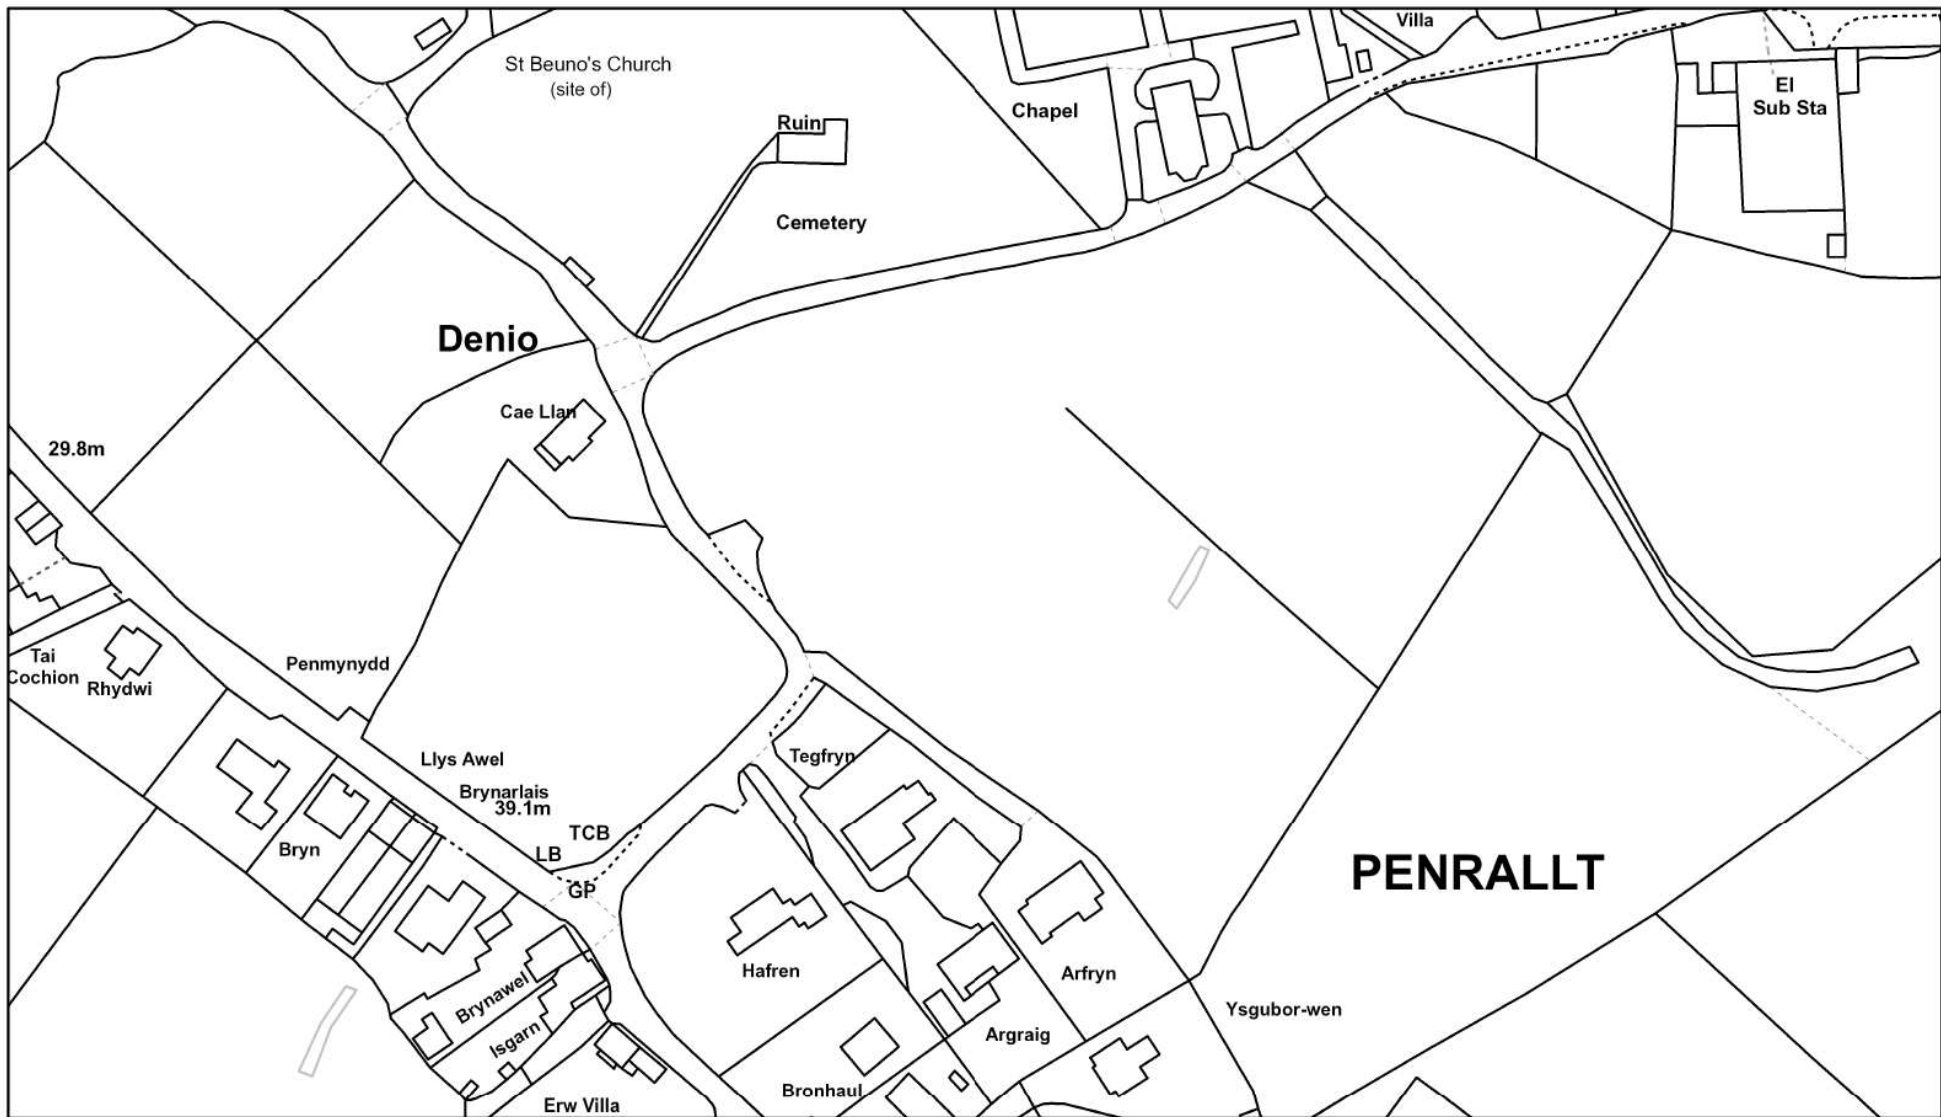 Villa
St Beuno's Church
(site of)
El
Sub Sta
Chapel
Ruin
Cemetery
Denio
Cae Llan
29.8m
Tai
Cochion
Rhydwi
Penmynydd
Llys Awel
Brynarlais
39.1m
Tegfryn
TCB
LB
GP
Bryn
PENRALLT
Hafren
Arfryn
Brynawel
Isgarn
Ysgubor-wen
Argraig
Bronhaul
Erw Villa